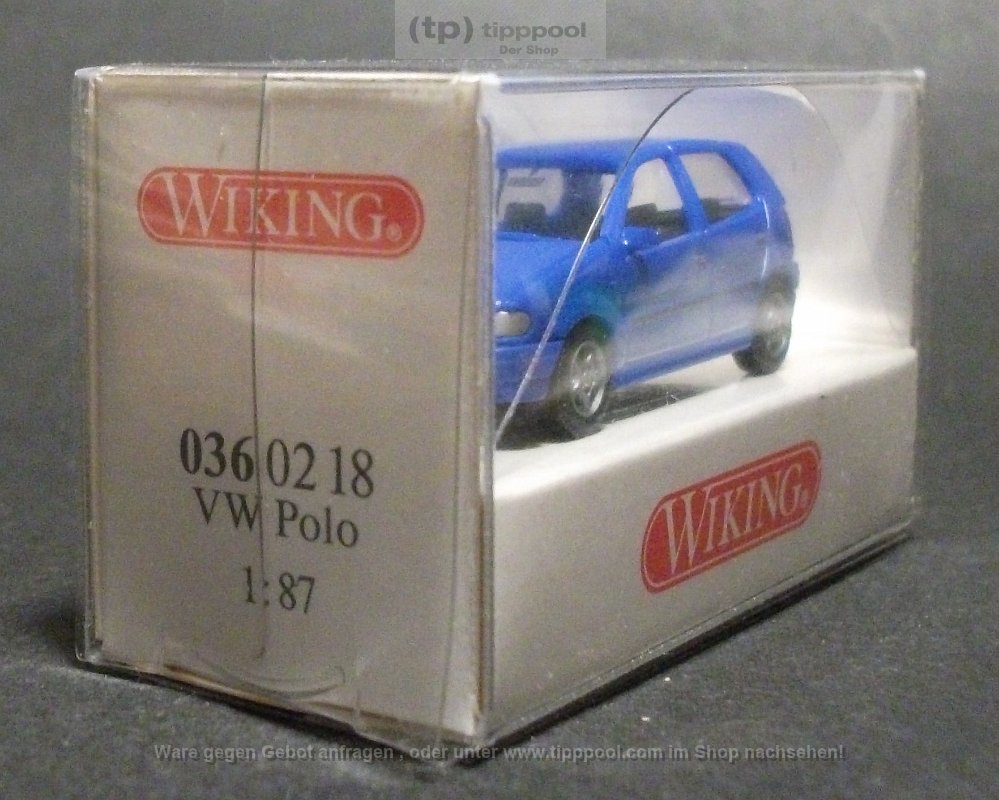 (tp) tipppool
Der Shop
WIKING®
036 02 18
VW Polo
1:87
WIKING®
Ware gegen Gebot anfragen , oder unter www.tipppool.com im Shop nachsehen!